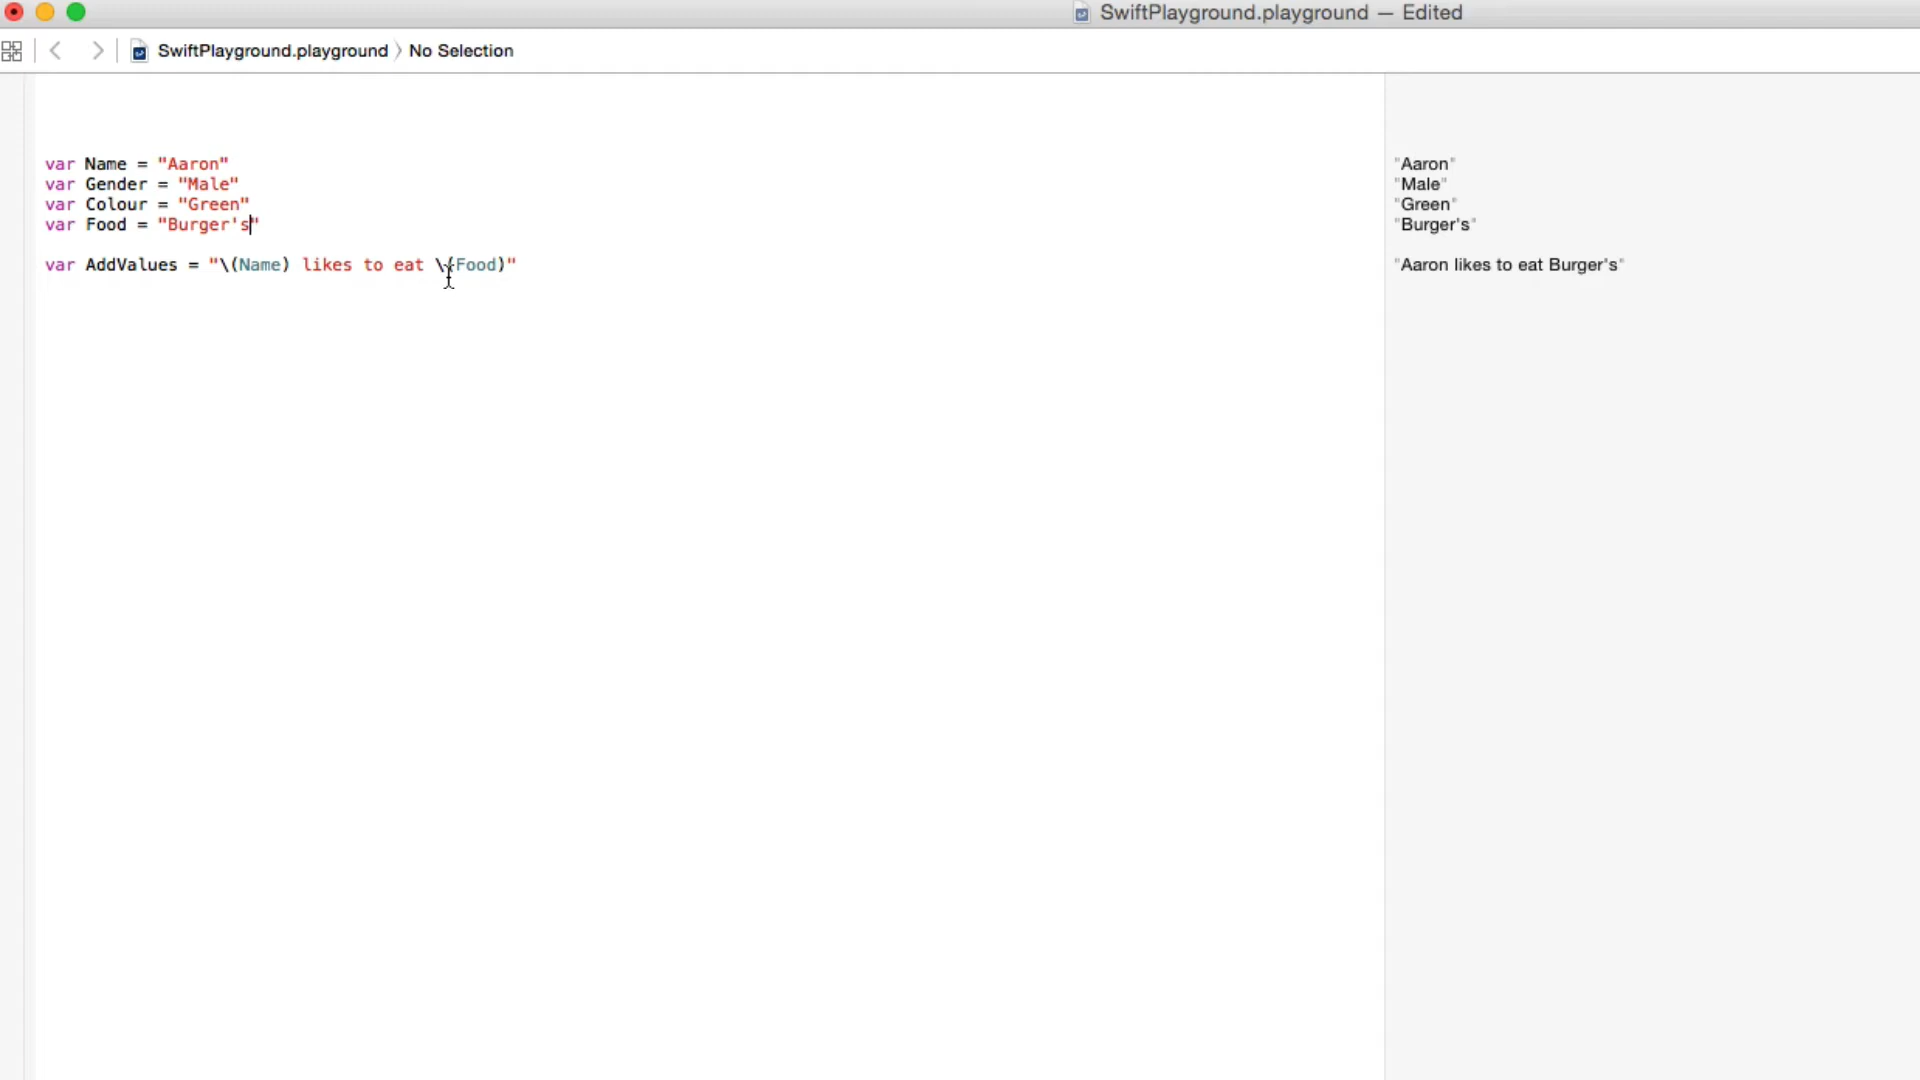 SwiftPlayground.playground — Edited
SwiftPlayground.playground 〉 No Selection
var Name = "Aaron"
var Gender = "Male"
var Colour = "Green"
var Food = "Burger's"
var AddValues = "\(Name) likes to eat \(Food)"
"Aaron"
"Male"
"Green"
"Burger's"
"Aaron likes to eat Burger's"